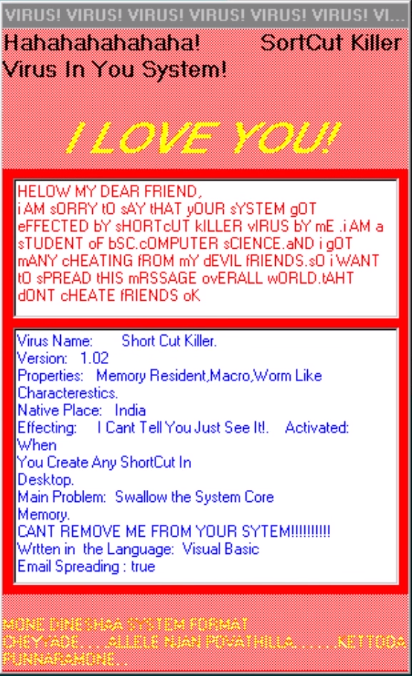 VIRUS! VIRUS! VIRUS! VIRUS! VIRUS! VIRUS! VI...
Hahahahahahaha! SortCut Killer
Virus In You System!
I LOVE YOU!
HELOW MY DEAR FRIEND,
iAM sORRY tO sAY tHAT yOUR sYSTEM gOT
eFFECTED bY sHORTcUT kILLER vIRUS bY mE .iAM a
sTUDENT oF bSC.cOMPUTER sCIENCE.aND i gOT
mANY cHEATING fROM mY dEVIL fRIENDS.sO i WANT
tO sPREAD tHIS mRSSAGE ovERALL wORLD.tAHT
dONT cHEATE fRIENDS oK
Virus Name: Short Cut Killer.
Version: 1.02
Properties: Memory Resident,Macro,Worm Like
Characterestics.
Native Place: India
Effecting: I Cant Tell You Just See It!. Activated:
When
You Create Any ShortCut In
Desktop.
Main Problem: Swallow the System Core
Memory.
CANT REMOVE ME FROM YOUR SYTEM!!!!!!!!!!
Wrtten in the Language: Visual Basic
Email Spreading : true
MONE DINESHAA SYSTEM FORMAT
CHEYYADE....ALLELE NJAN POVATHILLA......KETTODA
PUNNARAMONE..